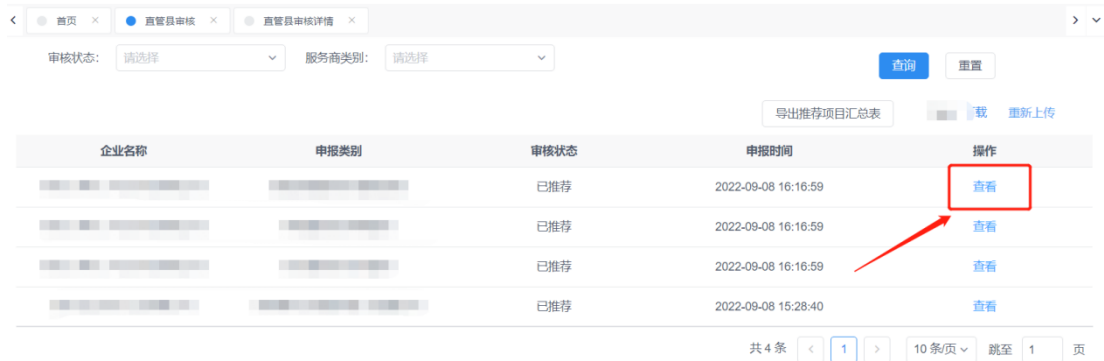 首页 直管县审核 直管县审核详情
审核状态: 请选择 服务商类别: 请选择 查询 重置
导出推荐项目汇总表 载 重新上传
企业名称 申报类别 审核状态 申报时间 操作
已推荐 2022-09-08 16:16:59 查看
已推荐 2022-09-08 16:16:59 查看
已推荐 2022-09-08 16:16:59 查看
已推荐 2022-09-08 15:28:40 查看
共 4 条 1 10 条/页 跳至 1 页